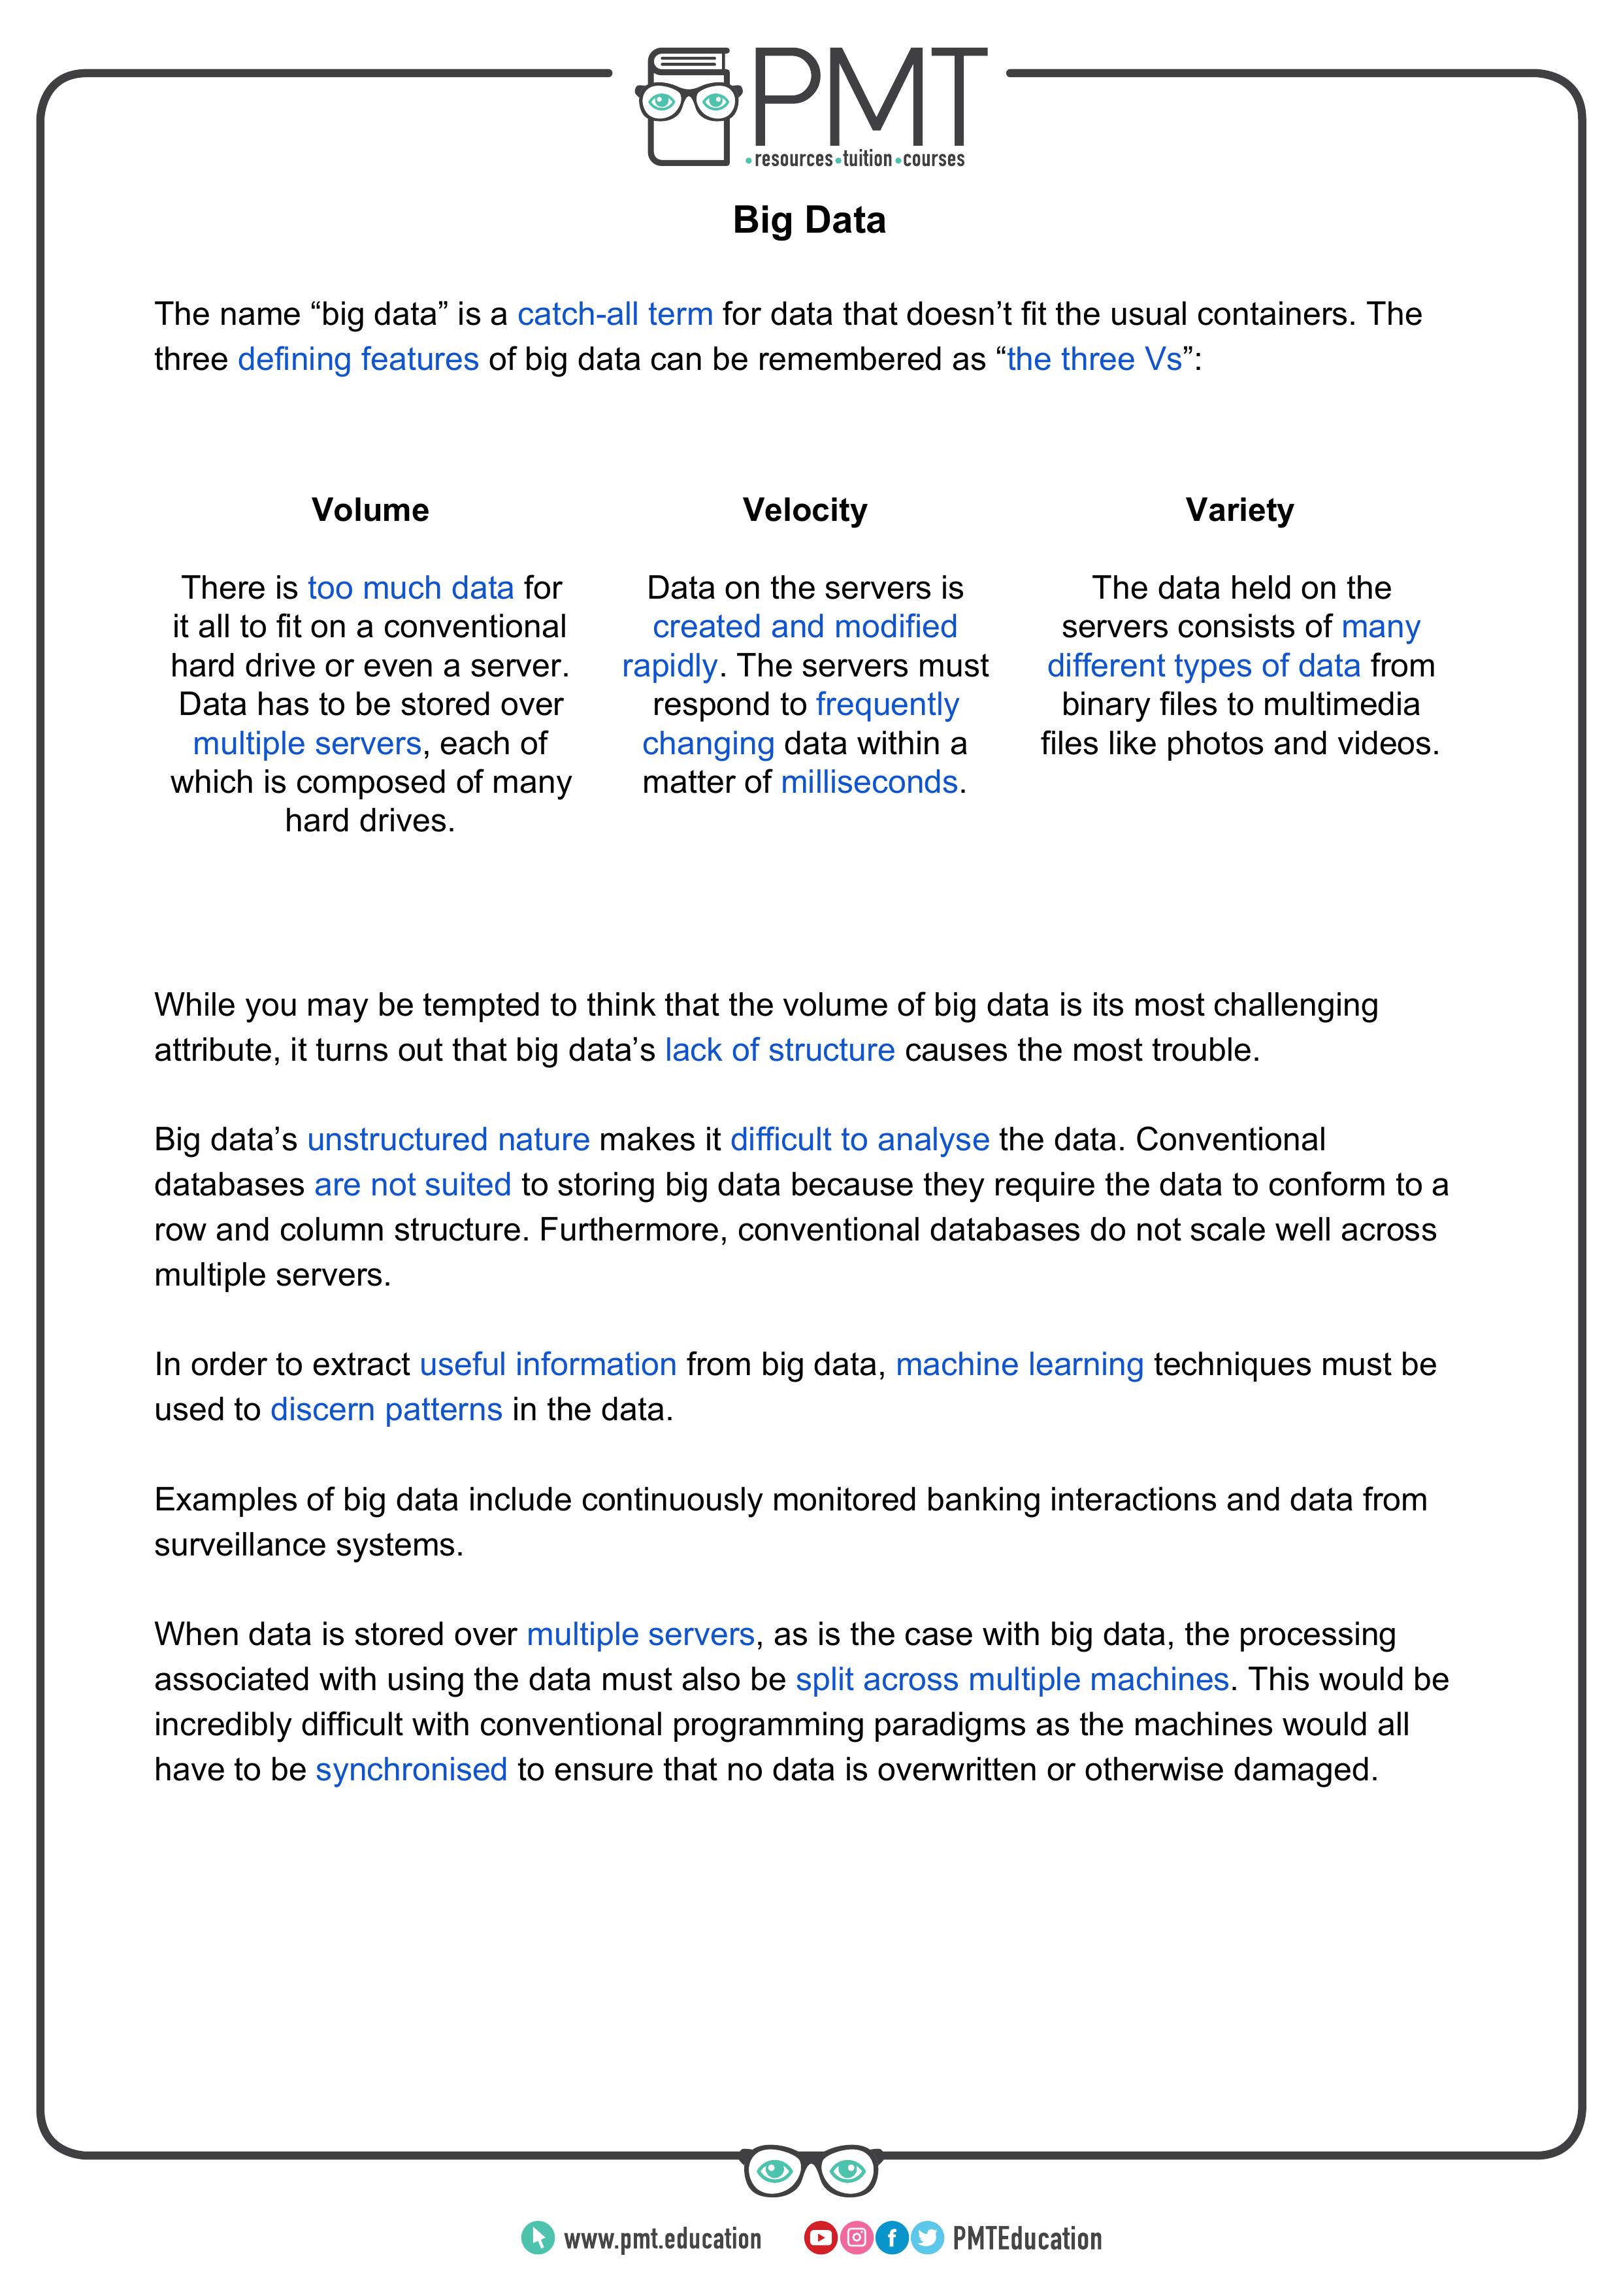 PMT
resources tuition courses
Big Data
The name “big data” is a catch-all term for data that doesn’t fit the usual containers. The
three defining features of big data can be remembered as “the three Vs”:
Volume
There is too much data for
it all to fit on a conventional
hard drive or even a server.
Data has to be stored over
multiple servers, each of
which is composed of many
hard drives.
Velocity
Data on the servers is
created and modified
rapidly. The servers must
respond to frequently
changing data within a
matter of milliseconds.
Variety
The data held on the
servers consists of many
different types of data from
binary files to multimedia
files like photos and videos.
While you may be tempted to think that the volume of big data is its most challenging
attribute, it turns out that big data’s lack of structure causes the most trouble.
Big data’s unstructured nature makes it difficult to analyse the data. Conventional
databases are not suited to storing big data because they require the data to conform to a
row and column structure. Furthermore, conventional databases do not scale well across
multiple servers.
In order to extract useful information from big data, machine learning techniques must be
used to discern patterns in the data.
Examples of big data include continuously monitored banking interactions and data from
surveillance systems.
When data is stored over multiple servers, as is the case with big data, the processing
associated with using the data must also be split across multiple machines. This would be
incredibly difficult with conventional programming paradigms as the machines would all
have to be synchronised to ensure that no data is overwritten or otherwise damaged.
www.pmt.education
PMTEducation